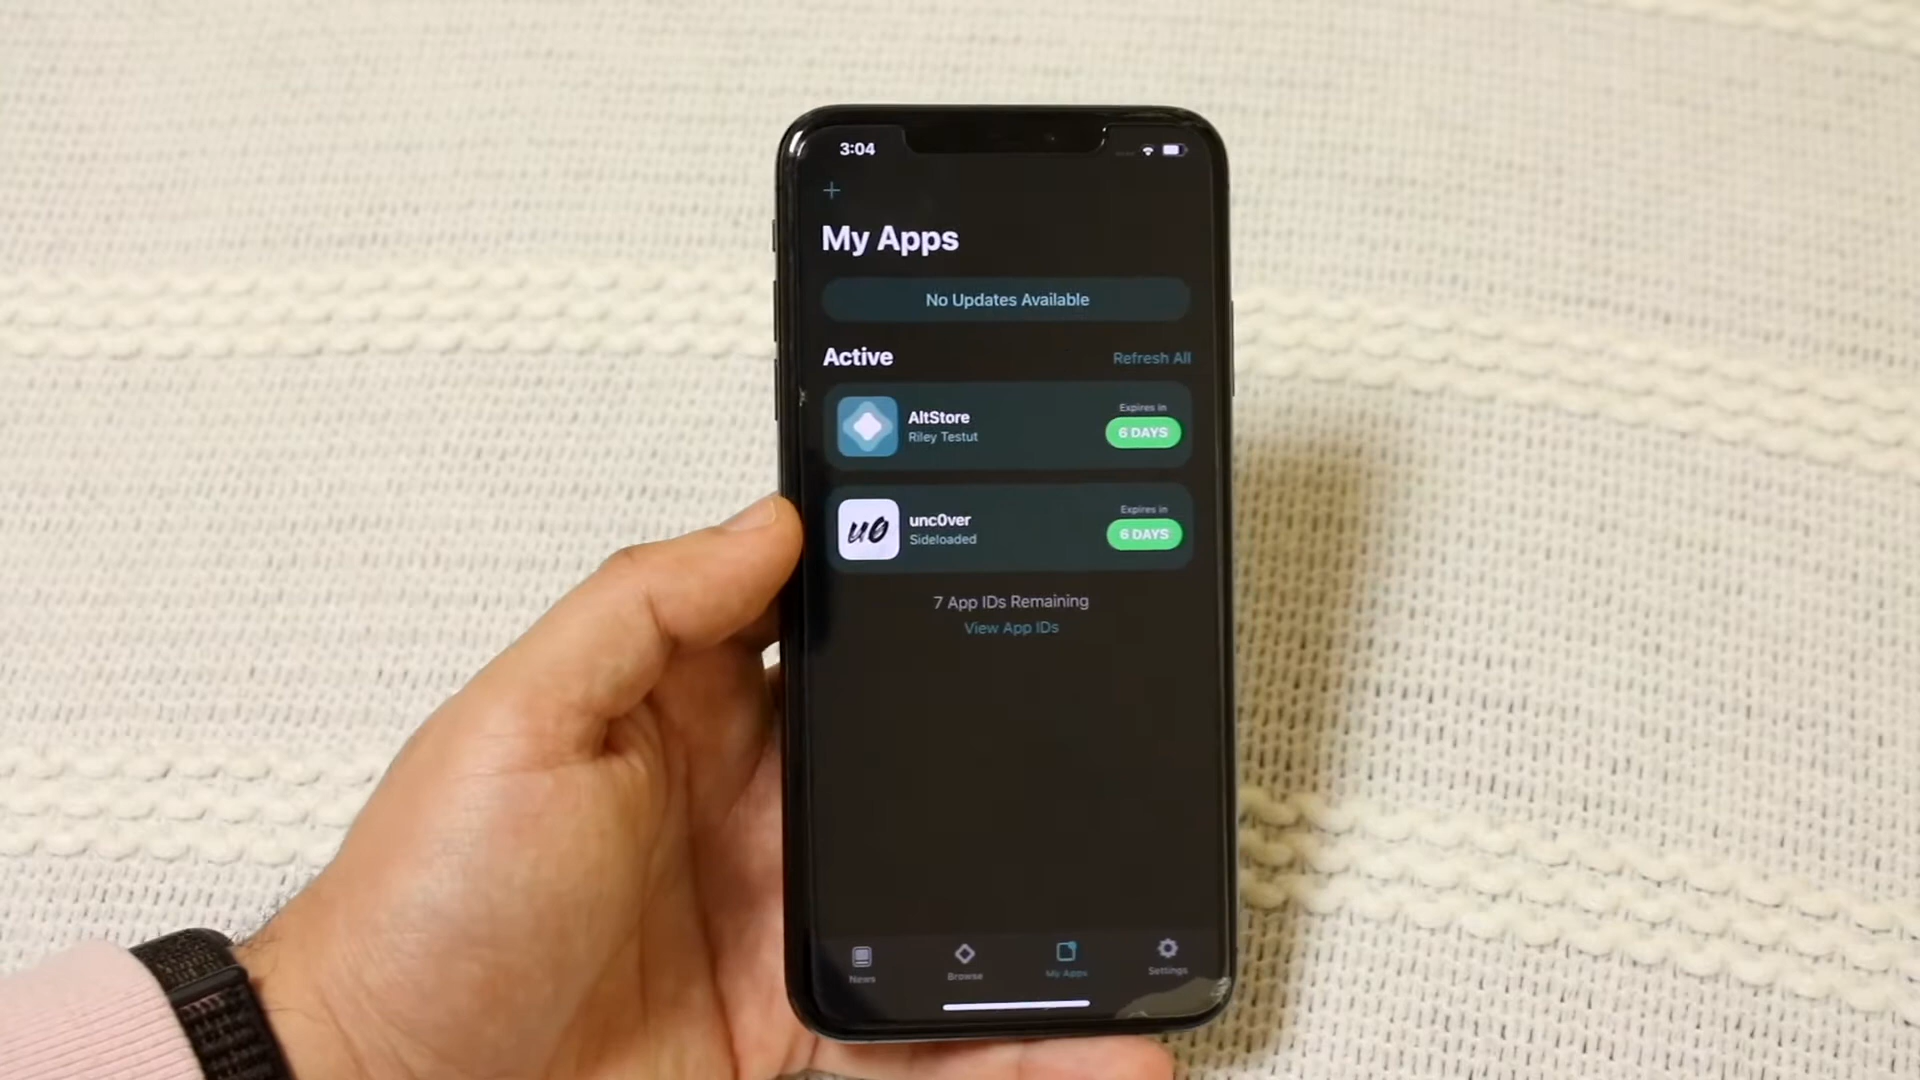 3:04
+
My Apps
No Updates Available
Active
Refresh All
AltStore
Riley Testut
Expires in
6 DAYS
u0
unc0ver
Sideloaded
Expires in
6 DAYS
7 App IDs Remaining
View App IDs
News
Browse
My Apps
Settings